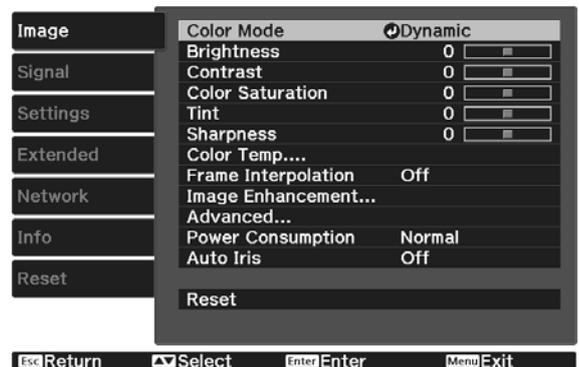 Image
Signal
Settings
Extended
Network
Info
Reset
Color Mode Dynamic
Brightness 0
Contrast 0
Color Saturation 0
Tint 0
Sharpness 0
Color Temp....
Frame Interpolation Off
Image Enhancement...
Advanced...
Power Consumption Normal
Auto Iris Off
Reset
Esc Return Select Enter Enter Menu Exit